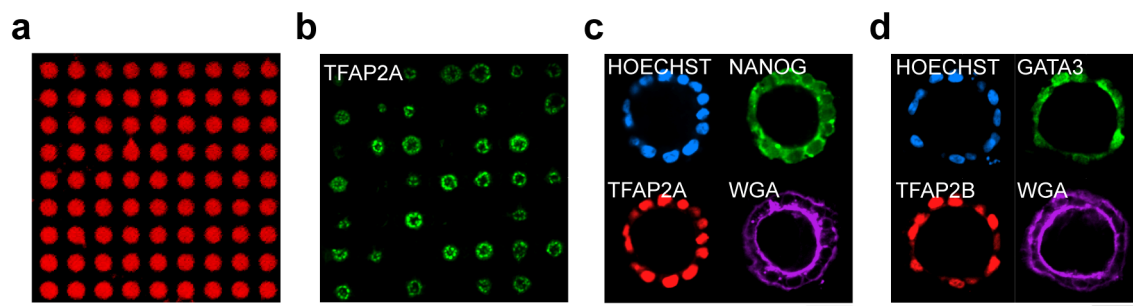 a b c d
TFAP2A
HOECHST NANOG
TFAP2A WGA
HOECHST GATA3
TFAP2B WGA